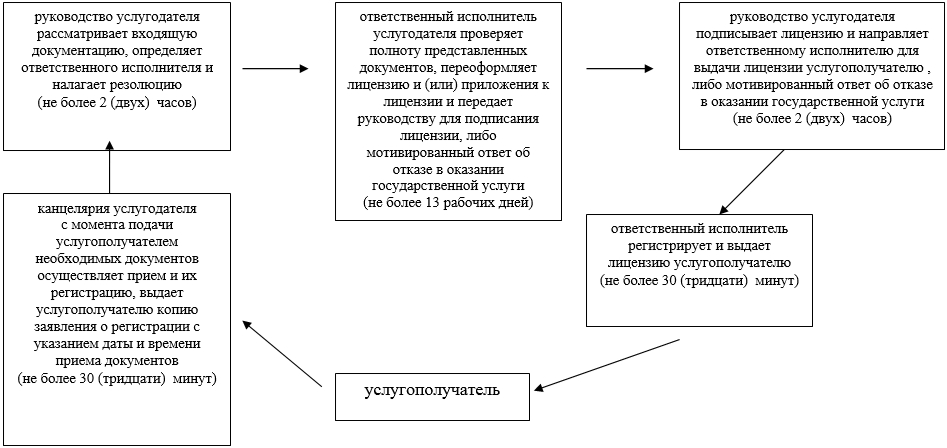 руководство услугодателя
рассматривает входящую
документацию, определяет
ответственного исполнителя и
налагает резолюцию
(не более 2 (двух) часов)
ответственный исполнитель
услугодателя проверяет
полноту представленных
документов, переоформляет
лицензию и (или) приложения к
лицензии и передает
руководству для подписания
лицензии, либо
мотивированный ответ об
отказе в оказании
государственной услуги
(не более 13 рабочих дней)
руководство услугодателя
подписывает лицензию и направляет
ответственному исполнителю для
выдачи лицензии услугополучателю ,
либо мотивированный ответ об отказе
в оказании государственной услуги
(не более 2 (двух) часов)
канцелярия услугодателя
с момента подачи
услугополучателем
необходимых документов
осуществляет прием и их
регистрацию, выдает
услугополучателю копию
заявления о регистрации с
указанием даты и времени
приема документов
(не более 30 (тридцати) минут)
ответственный исполнитель
регистрирует и выдает
лицензию услугополучателю
(не более 30 (тридцати) минут)
услугополучатель